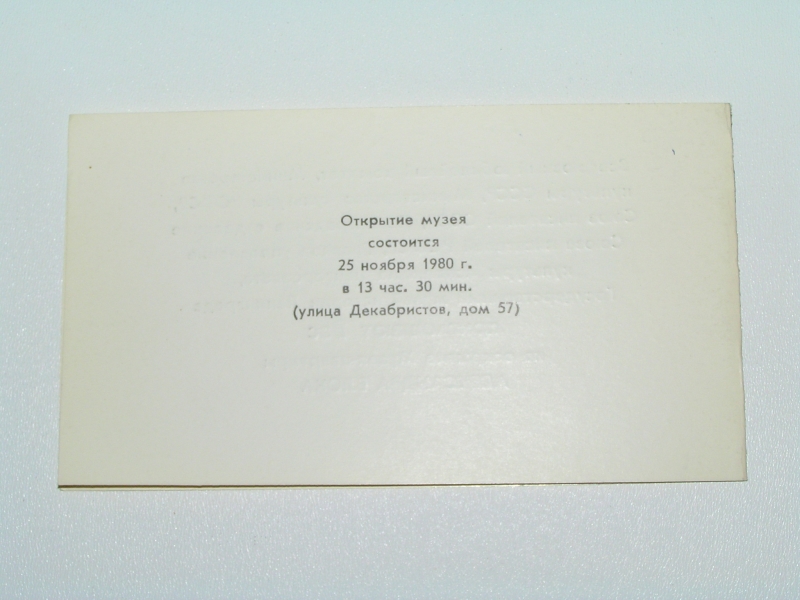 Открытие музея
состоится
25 ноября 1980 г.
в 13 час. 30 мин.
(улица Декабристов, дом 57)